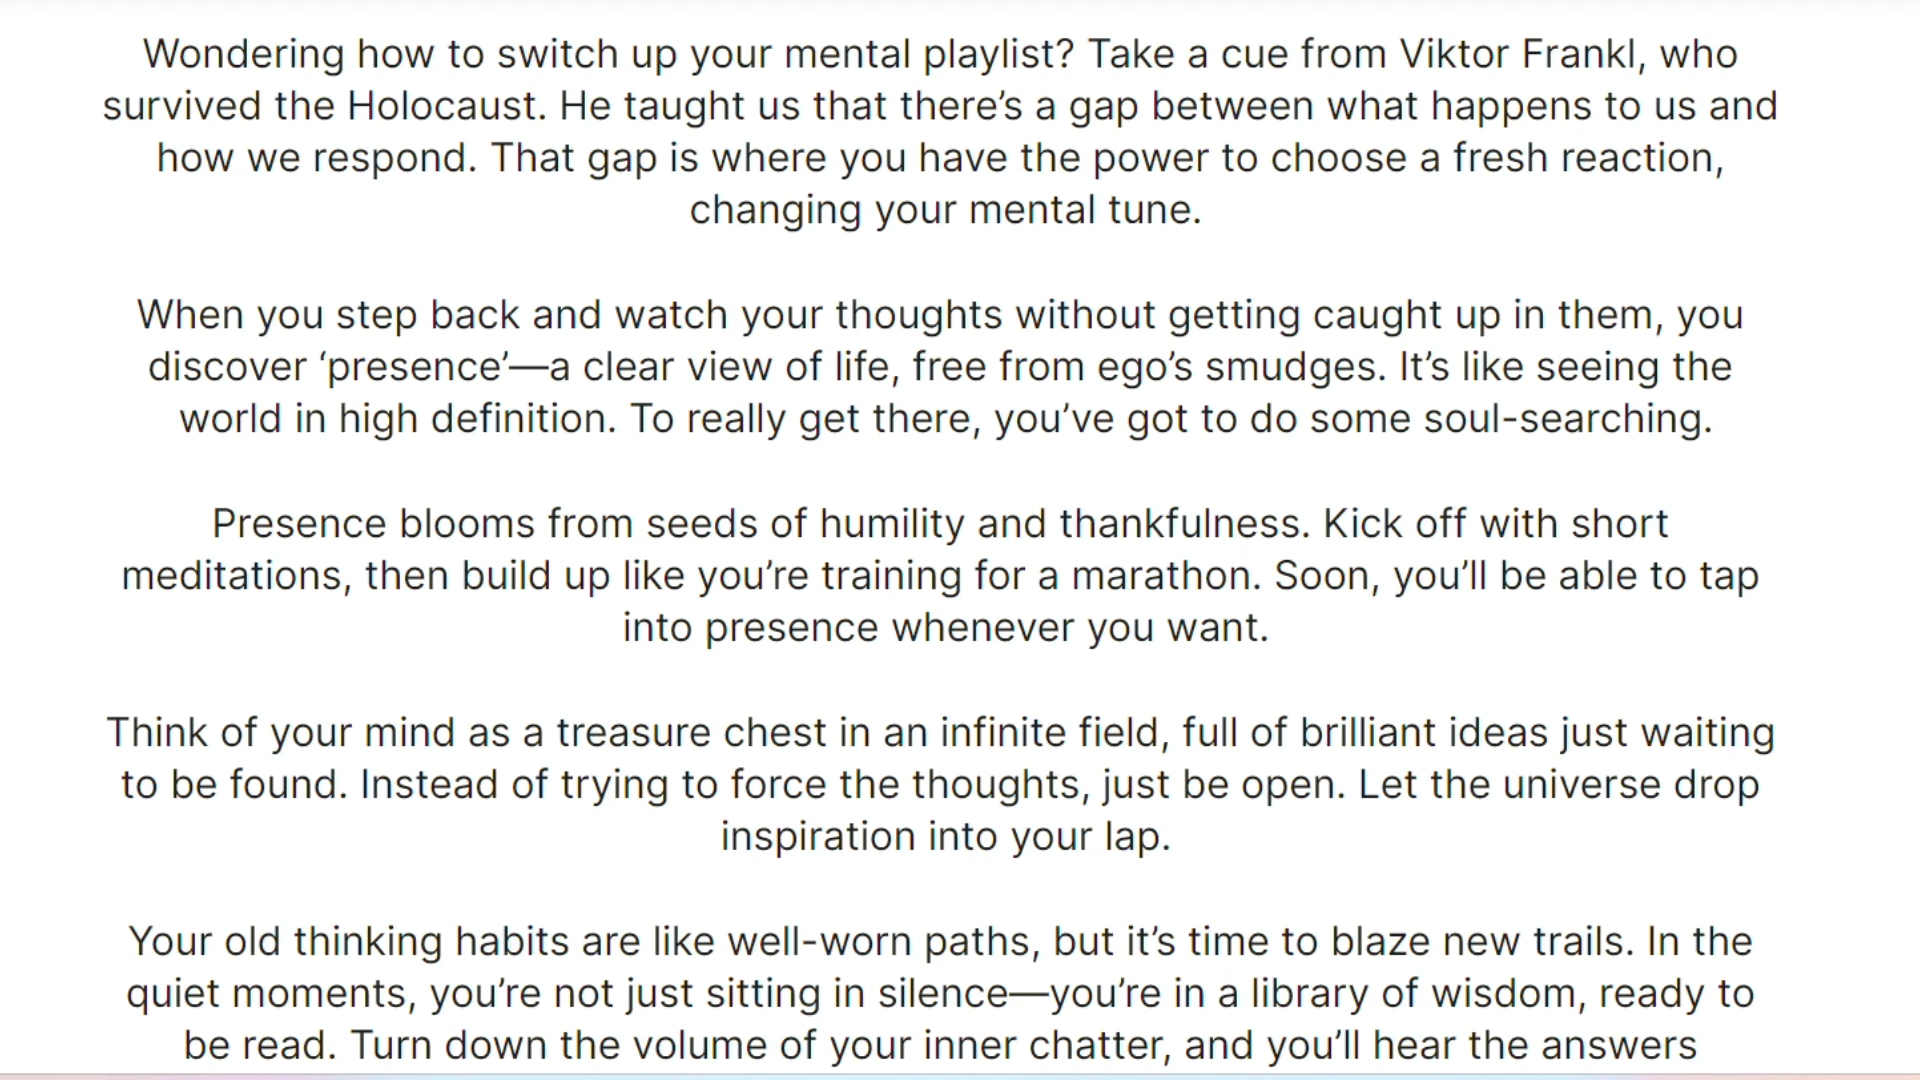 Wondering how to switch up your mental playlist? Take a cue from Viktor Frankl, who
survived the Holocaust. He taught us that there’s a gap between what happens to us and
how we respond. That gap is where you have the power to choose a fresh reaction,
changing your mental tune.
When you step back and watch your thoughts without getting caught up in them, you
discover ‘presence’—a clear view of life, free from ego’s smudges. It’s like seeing the
world in high definition. To really get there, you’ve got to do some soul-searching.
Presence blooms from seeds of humility and thankfulness. Kick off with short
meditations, then build up like you’re training for a marathon. Soon, you’ll be able to tap
into presence whenever you want.
Think of your mind as a treasure chest in an infinite field, full of brilliant ideas just waiting
to be found. Instead of trying to force the thoughts, just be open. Let the universe drop
inspiration into your lap.
Your old thinking habits are like well-worn paths, but it’s time to blaze new trails. In the
quiet moments, you’re not just sitting in silence—you’re in a library of wisdom, ready to
be read. Turn down the volume of your inner chatter, and you’ll hear the answers